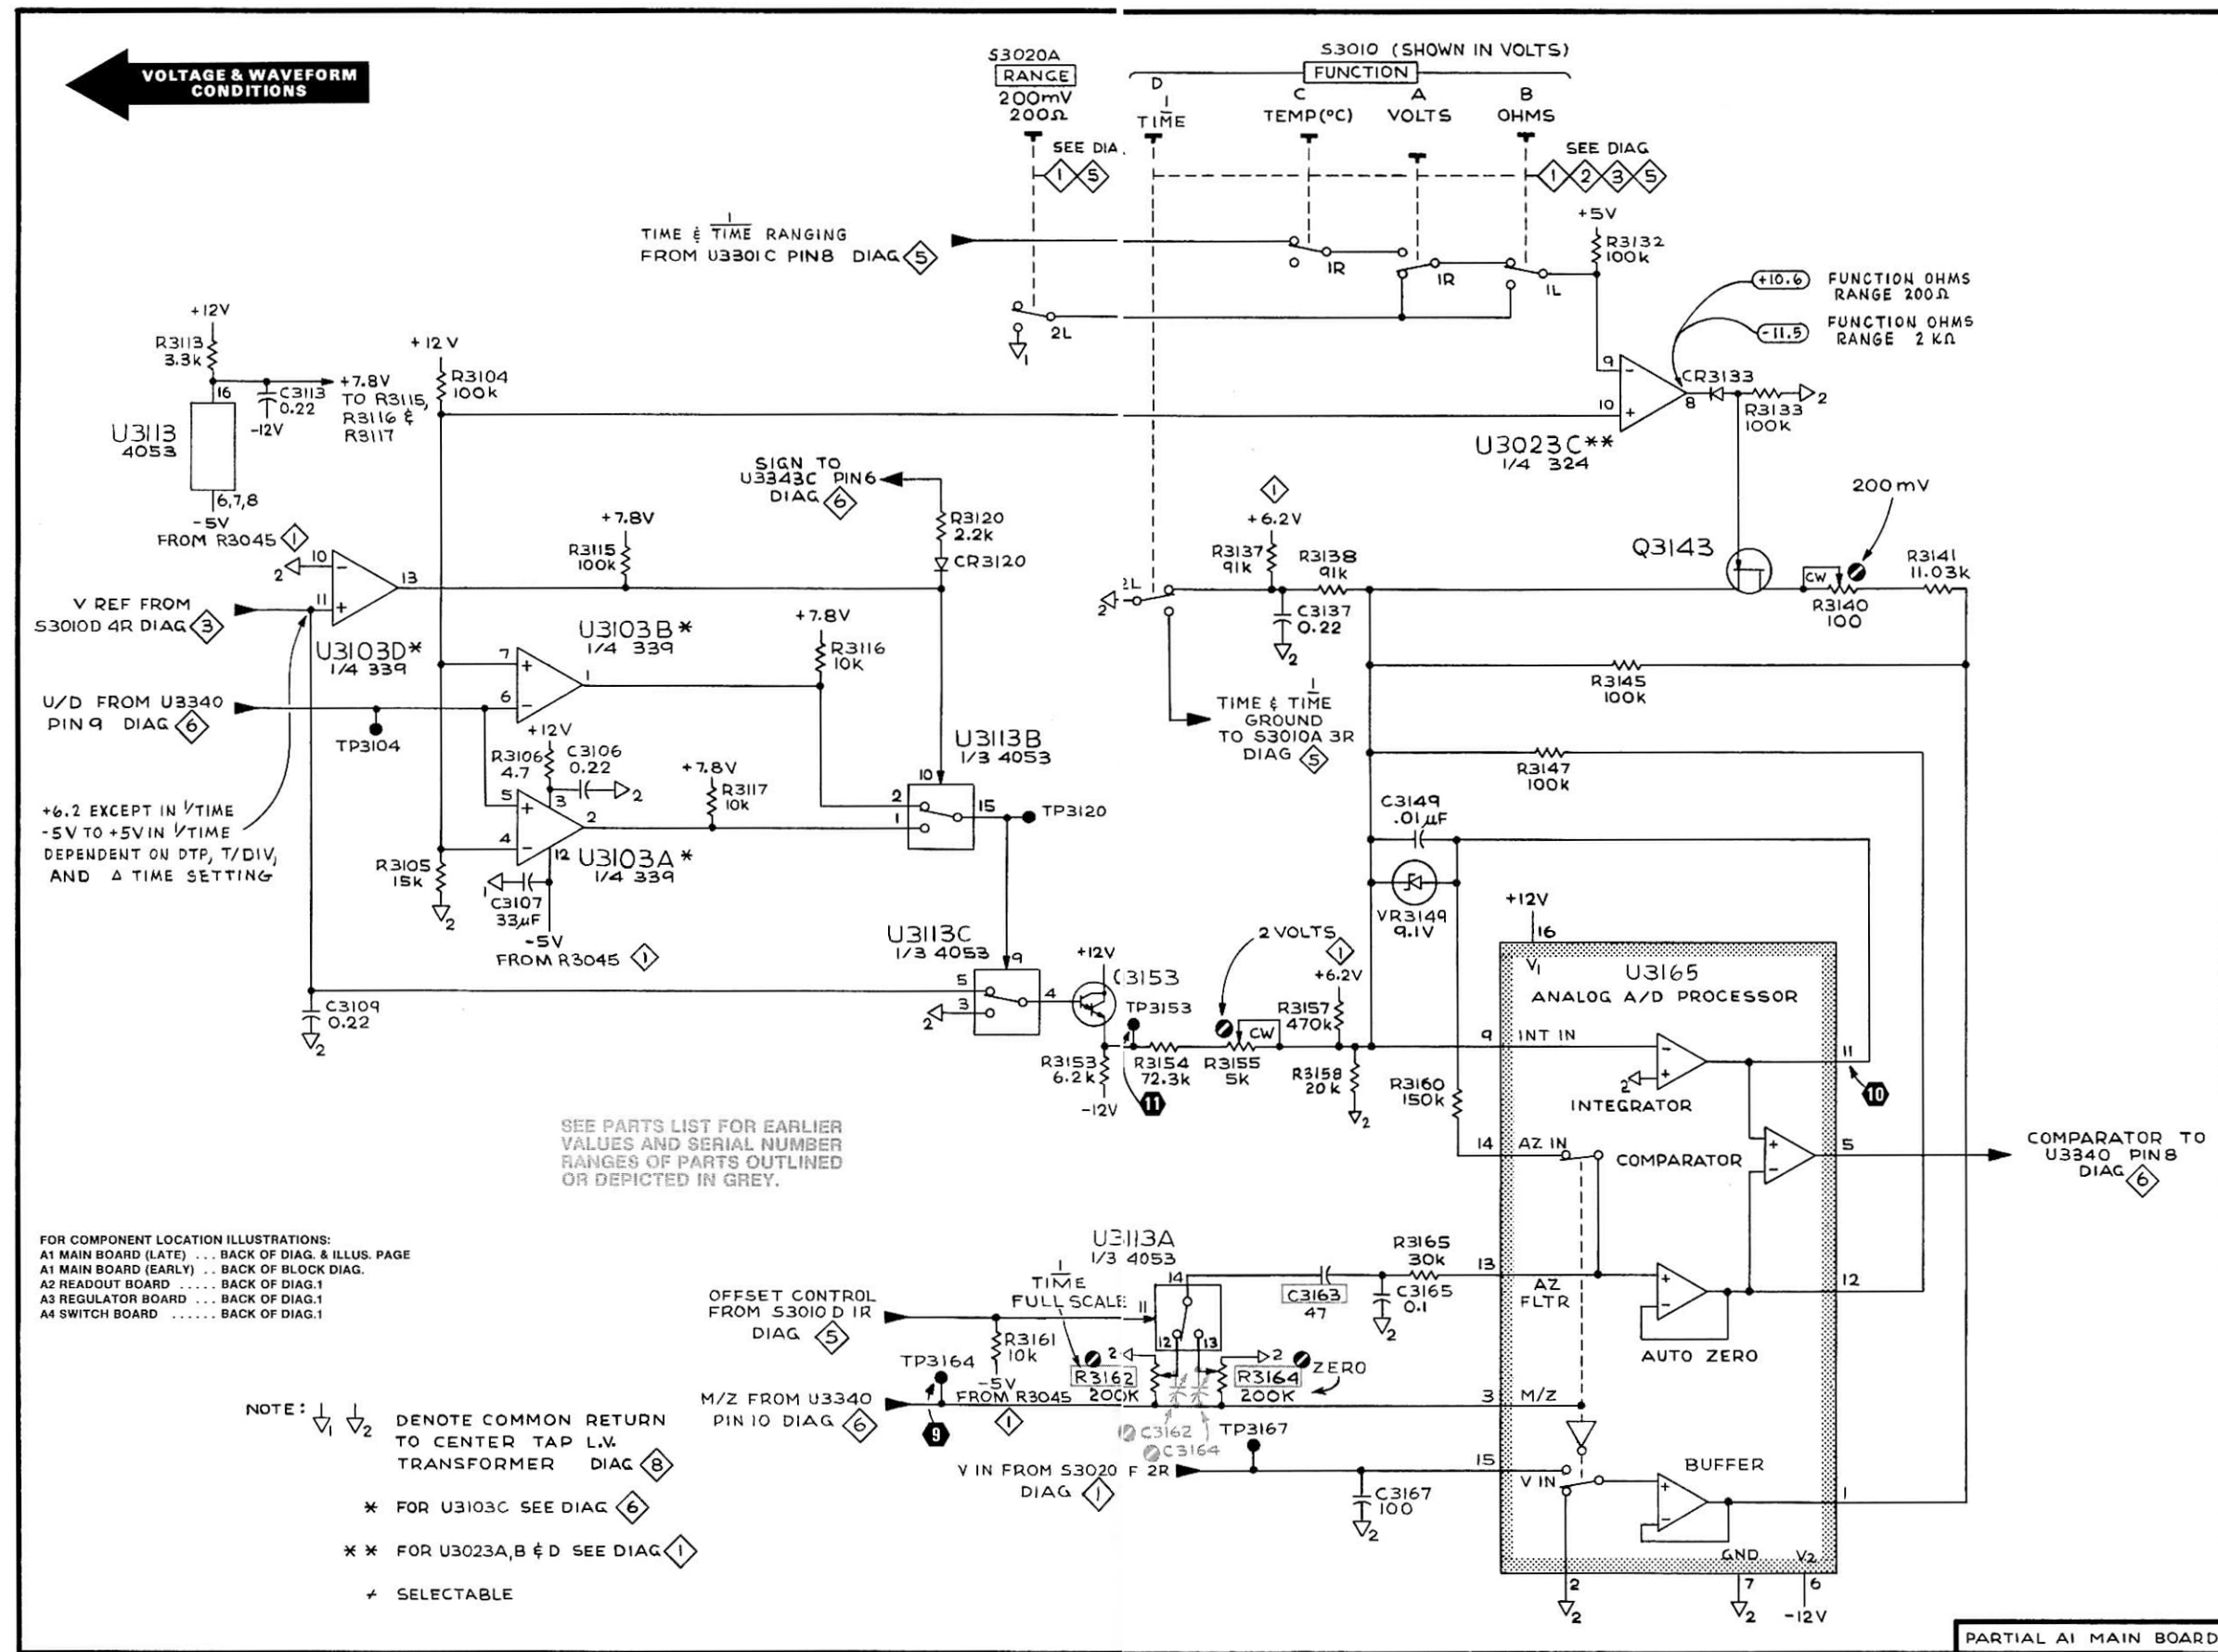 VOLTAGE & WAVEFORM
CONDITIONS
S3020A
RANGE
200mV
200Ω
S3010 (SHOWN IN VOLTS)
FUNCTION
D
1
TIME
C
TEMP(°C)
A
VOLTS
B
OHMS
SEE DIA.
1 5
SEE DIAG
1 2 3 5
TIME & 1/TIME RANGING
FROM U3301C PIN8 DIAG 5
1R
1R
1L
+5V
R3132
100k
2L
1
+10.6
FUNCTION OHMS
RANGE 200Ω
-11.5
FUNCTION OHMS
RANGE 2 KΩ
9
-
10
+
8
CR3133
R3133
100k
2
U3023C**
1/4 324
+12V
R3113
3.3k
16
C3113
0.22
-12V
+7.8V
TO R3115,
R3116 &
R3117
U3113
4053
6,7,8
-5V
FROM R3045 1
+12V
R3104
100k
SIGN TO
U3343C PIN6
DIAG 6
R3120
2.2k
CR3120
+7.8V
R3115
100k
2
10
-
11
+
13
V REF FROM
S3010D 4R DIAG 3
U3103D*
1/4 339
U3103B*
1/4 339
7
+
6
-
1
+7.8V
R3116
10k
U/D FROM U3340
PIN 9 DIAG 6
TP3104
+12V
R3106
4.7
C3106
0.22
2
+7.8V
R3117
10k
5
+
4
-
3
2
12
U3103A*
1/4 339
1
C3107
33µF
-5V
FROM R3045 1
R3105
15k
2
+6.2 EXCEPT IN 1/TIME
-5V TO +5V IN 1/TIME
DEPENDENT ON DTP, T/DIV,
AND Δ TIME SETTING
U3113B
1/3 4053
10
2
1
15
TP3120
1
+6.2V
R3137
91k
R3138
91k
2L
2
C3137
0.22
2
1
TIME & TIME
GROUND
TO S3010A 3R
DIAG 5
Q3143
200mV
CW
R3140
100
R3141
11.03k
R3145
100k
R3147
100k
C3149
.01µF
VR3149
9.1V
C3109
0.22
2
U3113C
1/3 4053
9
5
3
2
4
+12V
3153
TP3153
R3153
6.2k
-12V
R3154
72.3k
11
2 VOLTS
CW
R3155
5k
1
+6.2V
R3157
470k
R3158
20k
2
R3160
150k
+12V
16
V1
U3165
ANALOG A/D PROCESSOR
9
INT IN
-
+
2
INTEGRATOR
11
10
14
AZ IN
COMPARATOR
+
-
5
COMPARATOR TO
U3340 PIN8
DIAG 6
13
AZ
FLTR
+
-
12
AUTO ZERO
3
M/Z
15
V IN
BUFFER
+
-
1
GND
V2
2
2
7
2
6
-12V
SEE PARTS LIST FOR EARLIER
VALUES AND SERIAL NUMBER
RANGES OF PARTS OUTLINED
OR DEPICTED IN GREY.
FOR COMPONENT LOCATION ILLUSTRATIONS:
A1 MAIN BOARD (LATE) ... BACK OF DIAG. & ILLUS. PAGE
A1 MAIN BOARD (EARLY) .. BACK OF BLOCK DIAG.
A2 READOUT BOARD ..... BACK OF DIAG.1
A3 REGULATOR BOARD ... BACK OF DIAG.1
A4 SWITCH BOARD ...... BACK OF DIAG.1
U3113A
1/3 4053
14
1
TIME
FULL SCALE
11
12
13
OFFSET CONTROL
FROM S3010D 1R
DIAG 5
R3161
10k
-5V
FROM R3045
1
2
R3162
200K
2
ZERO
R3164
200K
C3162
C3164
C3163
47
C3165
0.1
2
R3165
30k
TP3164
M/Z FROM U3340
PIN 10 DIAG 6
9
TP3167
V IN FROM S3020 F 2R
DIAG 1
C3167
100
2
NOTE: 1 2 DENOTE COMMON RETURN
TO CENTER TAP L.V.
TRANSFORMER DIAG 8
* FOR U3103C SEE DIAG 6
** FOR U3023A,B & D SEE DIAG 1
≠ SELECTABLE
PARTIAL A1 MAIN BOARD